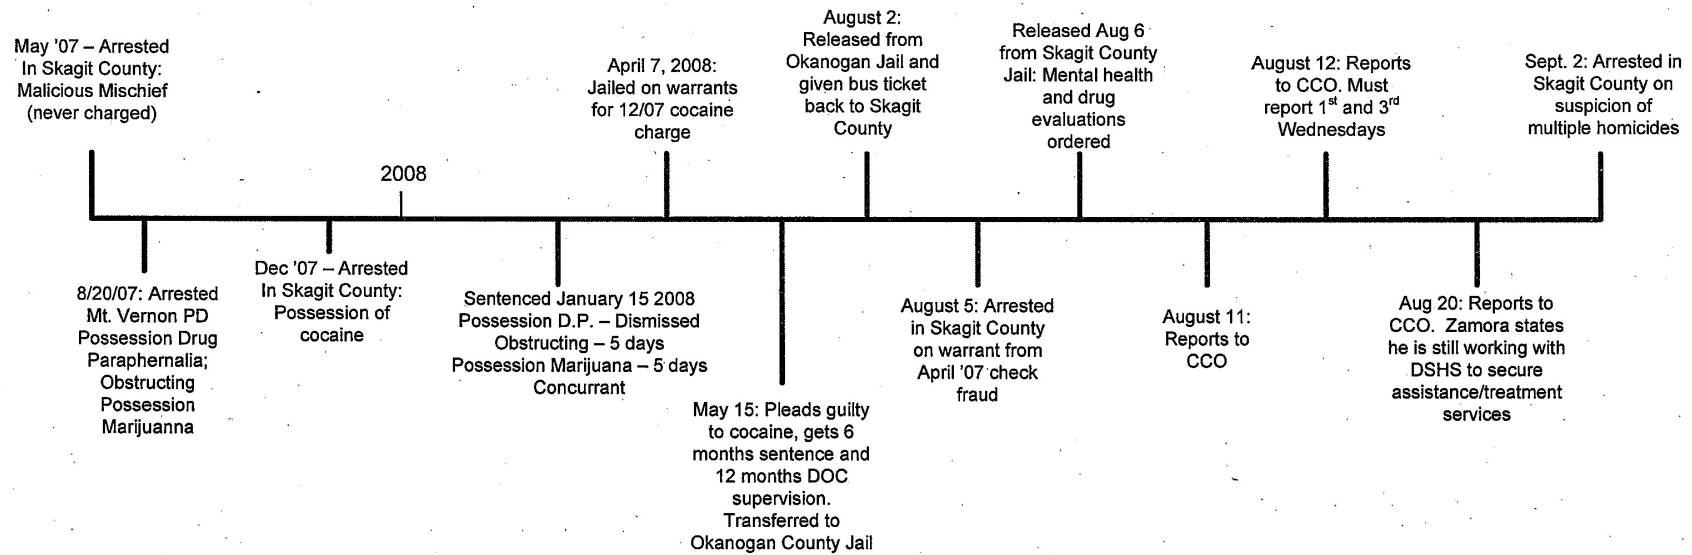 May '07 – Arrested
In Skagit County:
Malicious Mischief
(never charged)
8/20/07: Arrested
Mt. Vernon PD
Possession Drug
Paraphernalia;
Obstructing
Possession
Marijuanna
Dec '07 – Arrested
In Skagit County:
Possession of
cocaine
2008
Sentenced January 15 2008
Possession D.P. – Dismissed
Obstructing – 5 days
Possession Marijuana – 5 days
Concurrant
April 7, 2008:
Jailed on warrants
for 12/07 cocaine
charge
May 15: Pleads guilty
to cocaine, gets 6
months sentence and
12 months DOC
supervision.
Transferred to
Okanogan County Jail
August 2:
Released from
Okanogan Jail and
given bus ticket
back to Skagit
County
August 5: Arrested
in Skagit County
on warrant from
April '07 check
fraud
Released Aug 6
from Skagit County
Jail: Mental health
and drug
evaluations
ordered
August 11:
Reports to
CCO
August 12: Reports
to CCO. Must
report 1st and 3rd
Wednesdays
Aug 20: Reports to
CCO. Zamora states
he is still working with
DSHS to secure
assistance/treatment
services
Sept. 2: Arrested in
Skagit County on
suspicion of
multiple homicides